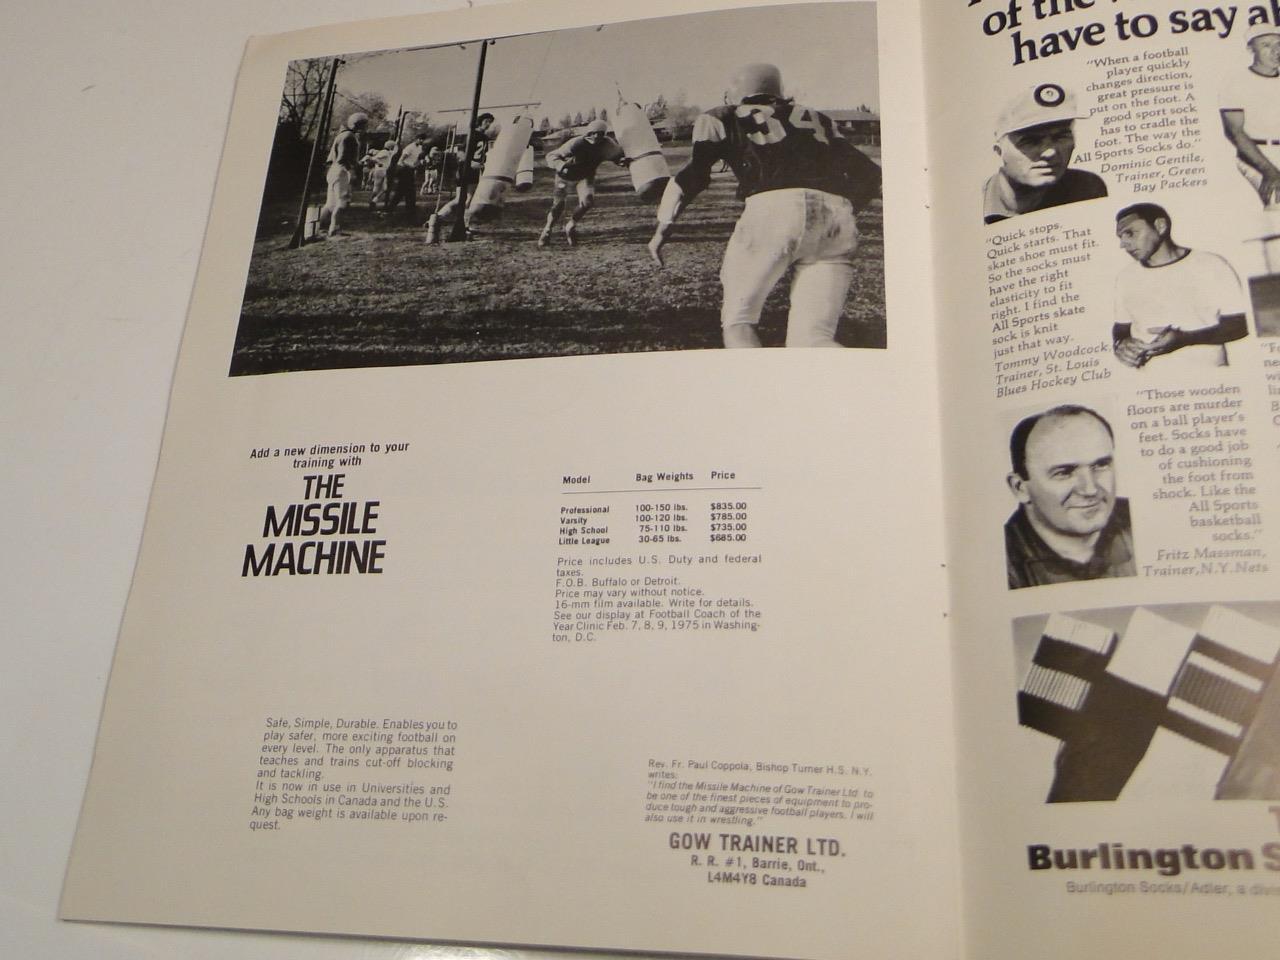 34
Add a new dimension to your
training with
THE
MISSILE
MACHINE
Model Bag Weights Price
Professional 100-150 lbs. $835.00
Varsity 100-120 lbs. $785.00
High School 75-110 lbs. $735.00
Little League 30-65 lbs. $685.00
Price includes U.S. Duty and federal
taxes.
F.O.B. Buffalo or Detroit.
Price may vary without notice.
16-mm film available. Write for details.
See our display at Football Coach of the
Year Clinic Feb. 7, 8, 9, 1975 in Washing-
ton, D.C.
Safe, Simple, Durable. Enables you to
play safer, more exciting football on
every level. The only apparatus that
teaches and trains cut-off blocking
and tackling.
It is now in use in Universities and
High Schools in Canada and the U.S.
Any bag weight is available upon re-
quest.
Rev. Fr. Paul Coppola, Bishop Turner H.S. N.Y.
writes:
"I find the Missile Machine of Gow Trainer Ltd. to
be one of the finest pieces of equipment to pro-
duce tough and aggressive football players. I will
also use it in wrestling."
GOW TRAINER LTD.
R. R. #1, Barrie, Ont.,
L4M4Y8 Canada
of the
have to say
"When a football
player quickly
changes direction,
great pressure is
put on the foot. A
good sport sock
has to cradle the
foot. The way the
All Sports Socks do."
Dominic Gentile,
Trainer, Green
Bay Packers
"Quick stops.
Quick starts. That
skate shoe must fit.
So the socks must
have the right
elasticity to fit
right. I find the
All Sports skate
sock is knit
just that way.
Tommy Woodcock,
Trainer, St. Louis
Blues Hockey Club
"Those wooden
floors are murder
on a ball player's
feet. Socks have
to do a good job
of cushioning
the foot from
shock. Like the
All Sports
basketball
socks."
Fritz Massman,
Trainer, N.Y. Nets
Burlington S
Burlington Socks/Adler, a